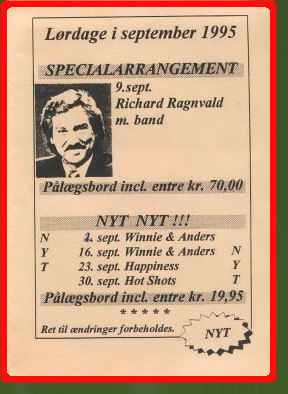 Lørdage i september 1995
SPECIALARRANGEMENT
9.sept.
Richard Ragnvald
m. band
Pålægsbord incl. entre kr. 70,00
NYT NYT !!!
N sept. Winnie & Anders
Y 16. sept. Winnie & Anders N
T 23. sept. Happiness Y
30. sept. Hot Shots T
Pålægsbord incl. entre kr. 19,95
* * * * *
Ret til ændringer forbeholdes.
NYT